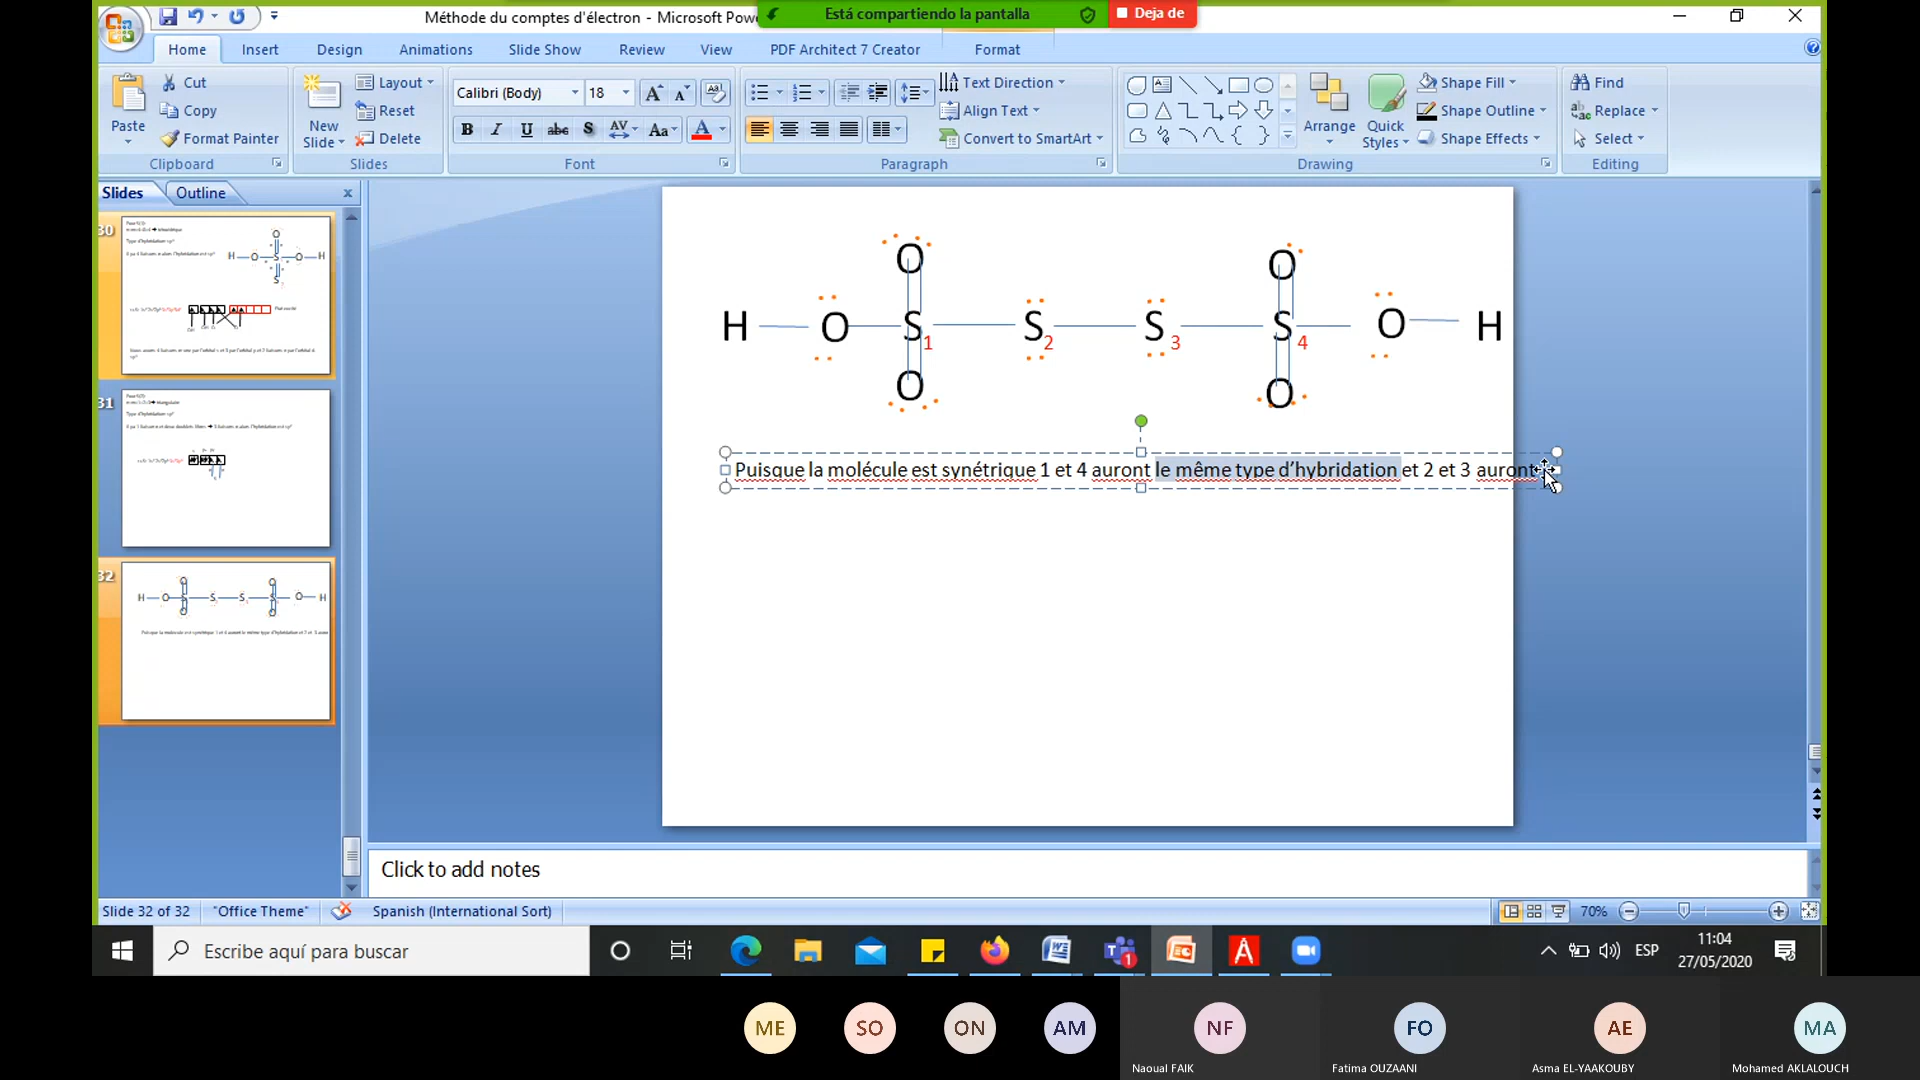 Méthode du comptes d'électron - Microsoft Pow
Está compartiendo la pantalla
Deja de
Home Insert Design Animations Slide Show Review View PDF Architect 7 Creator Format
Paste
Cut
Copy
Format Painter
Clipboard
New Slide
Layout
Reset
Delete
Slides
Calibri (Body) 18
B I U abc S AV Aa A
Font
Text Direction
Align Text
Convert to SmartArt
Paragraph
Arrange
Quick Styles
Shape Fill
Shape Outline
Shape Effects
Drawing
Find
Replace
Select
Editing
Slides Outline
30
31
32
O O
H O S1 S2 S3 S4 O H
O O
Puisque la molécule est synétrique 1 et 4 auront le même type d'hybridation et 2 et 3 auront
Click to add notes
Slide 32 of 32 "Office Theme" Spanish (International Sort) 70%
Escribe aquí para buscar
ESP
11:04
27/05/2020
ME SO ON AM NF FO AE MA
Naoual FAIK Fatima OUZAANI Asma EL-YAAKOUBY Mohamed AKLALOUCH